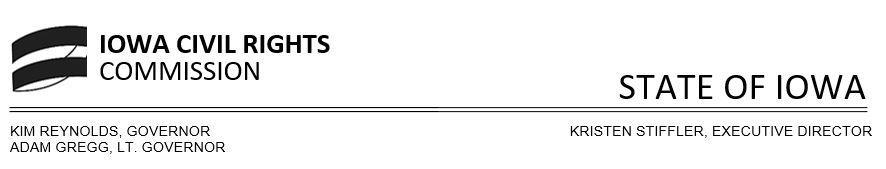 IOWA CIVIL RIGHTS
COMMISSION
STATE OF IOWA
KIM REYNOLDS, GOVERNOR
ADAM GREGG, LT. GOVERNOR
KRISTEN STIFFLER, EXECUTIVE DIRECTOR